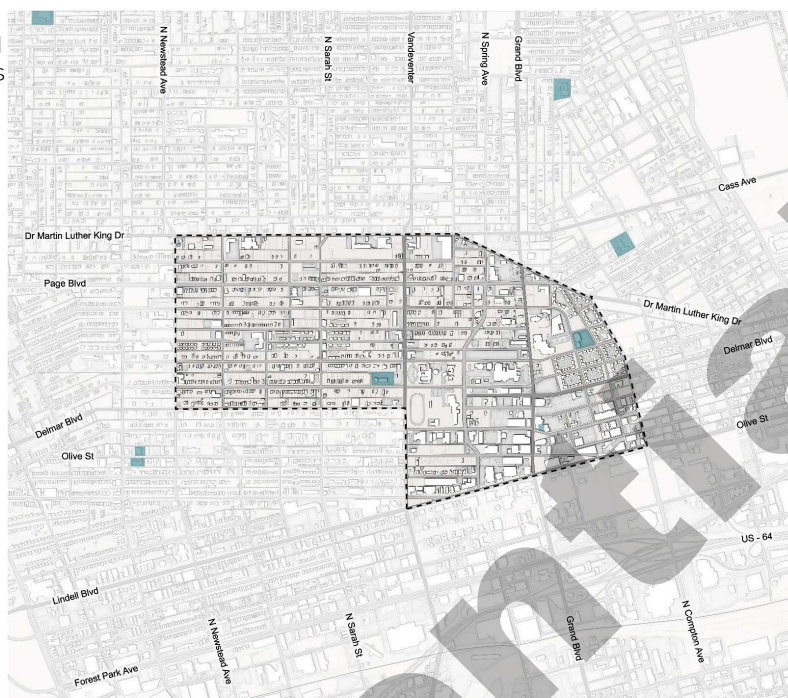 N Newstead Ave
N Sarah St
Vandeventer
N Spring Ave
Grand Blvd
Cass Ave
Dr Martin Luther King Dr
Page Blvd
Dr Martin Luther King Dr
Delmar Blvd
Delmar Blvd
Olive St
Olive St
US - 64
Lindell Blvd
N Newstead Ave
N Sarah St
Grand Blvd
N Compton Ave
Forest Park Ave